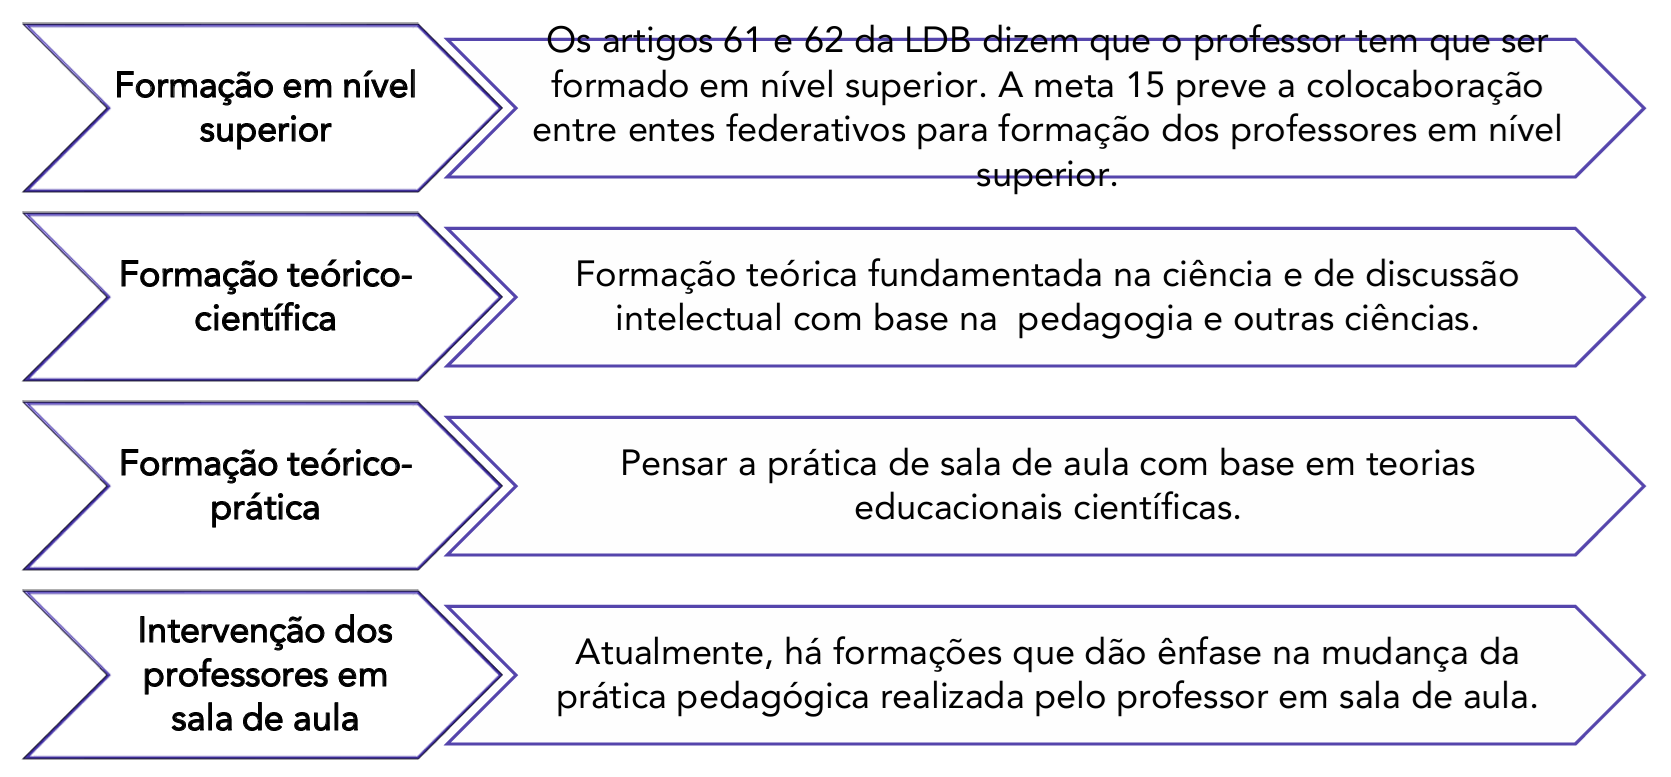 Formação em nível
superior
Os artigos 61 e 62 da LDB dizem que o professor tem que ser
formado em nível superior. A meta 15 preve a colocaboração
entre entes federativos para formação dos professores em nível
superior.
Formação teórico-
científica
Formação teórica fundamentada na ciência e de discussão
intelectual com base na  pedagogia e outras ciências.
Formação teórico-
prática
Pensar a prática de sala de aula com base em teorias
educacionais científicas.
Intervenção dos
professores em
sala de aula
Atualmente, há formações que dão ênfase na mudança da
prática pedagógica realizada pelo professor em sala de aula.